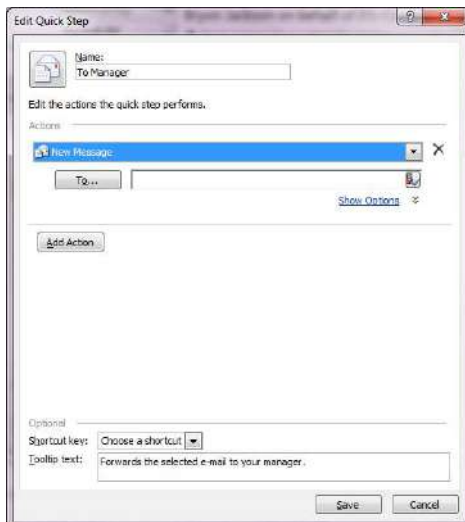 Edit Quick Step
Name:
To Manager
Edit the actions the quick step performs.
Actions
New Message
To...
Show Options
Add Action
Optional
Shortcut key: Choose a shortcut
Tooltip text: Forwards the selected e-mail to your manager.
Save Cancel